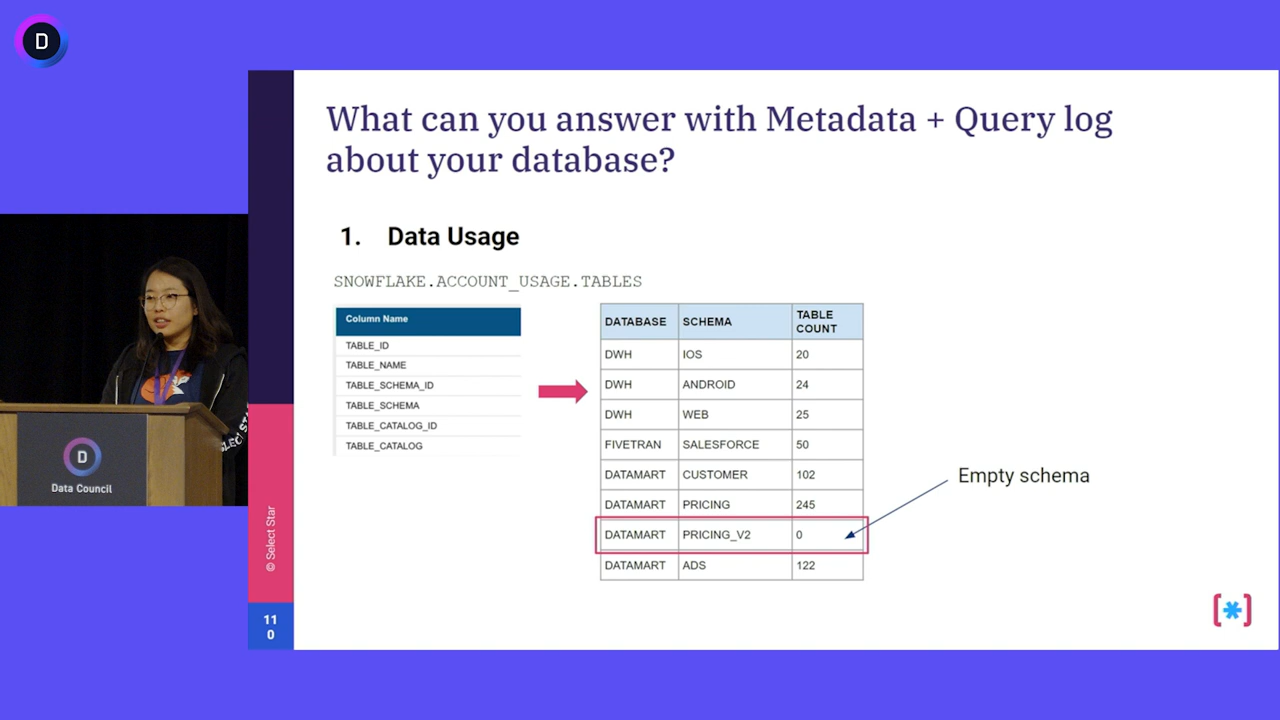 D
What can you answer with Metadata + Query log
about your database?
1. Data Usage
SNOWFLAKE.ACCOUNT_USAGE.TABLES
Column Name
TABLE_ID
TABLE_NAME
TABLE_SCHEMA_ID
TABLE_SCHEMA
TABLE_CATALOG_ID
TABLE_CATALOG
DATABASE SCHEMA TABLE COUNT
DWH IOS 20
DWH ANDROID 24
DWH WEB 25
FIVETRAN SALESFORCE 50
DATAMART CUSTOMER 102
DATAMART PRICING 245
DATAMART PRICING_V2 0
DATAMART ADS 122
Empty schema
© Select Star
11
0
[*]
D
Data Council